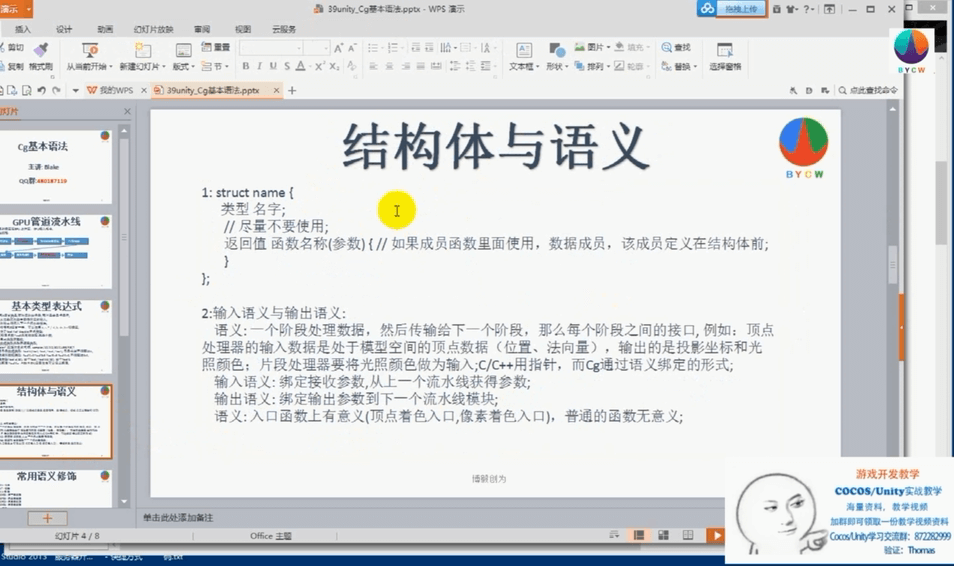 演示
39unity_Cg基本语法.pptx - WPS 演示
拖拽上传
插入 设计 动画 幻灯片放映 审阅 视图 云服务
剪切 复制 格式刷 从当前开始 新建幻灯片 版式 重置 节
文本框 形状 图片 排列 填充 轮廓 查找 替换 选择窗格
BYCW
我的WPS 39unity_Cg基本语法.pptx 点此查找命令
Cg基本语法
主讲: Blake
QQ群:480187119
GPU管道流水线
基本类型表达式
结构体与语义
常用语义修饰
结构体与语义
BYCW
1: struct name {
类型 名字;
// 尽量不要使用;
返回值 函数名称(参数) { // 如果成员函数里面使用，数据成员，该成员定义在结构体前;
}
};
2:输入语义与输出语义:
语义: 一个阶段处理数据，然后传输给下一个阶段，那么每个阶段之间的接口, 例如：顶点
处理器的输入数据是处于模型空间的顶点数据（位置、法向量），输出的是投影坐标和光
照颜色；片段处理器要将光照颜色做为输入;C/C++用指针，而Cg通过语义绑定的形式;
输入语义: 绑定接收参数,从上一个流水线获得参数;
输出语义: 绑定输出参数到下一个流水线模块;
语义: 入口函数上有意义(顶点着色入口,像素着色入口)，普通的函数无意义;
博毅创为
单击此处添加备注
幻灯片 4 / 8 Office 主题
游戏开发教学
COCOS/Unity实战教学
海量资料，教学视频
加群即可领取一份教学视频资料
Cocos/Unity学习交流群：872282999
验证：Thomas
Studio 2013